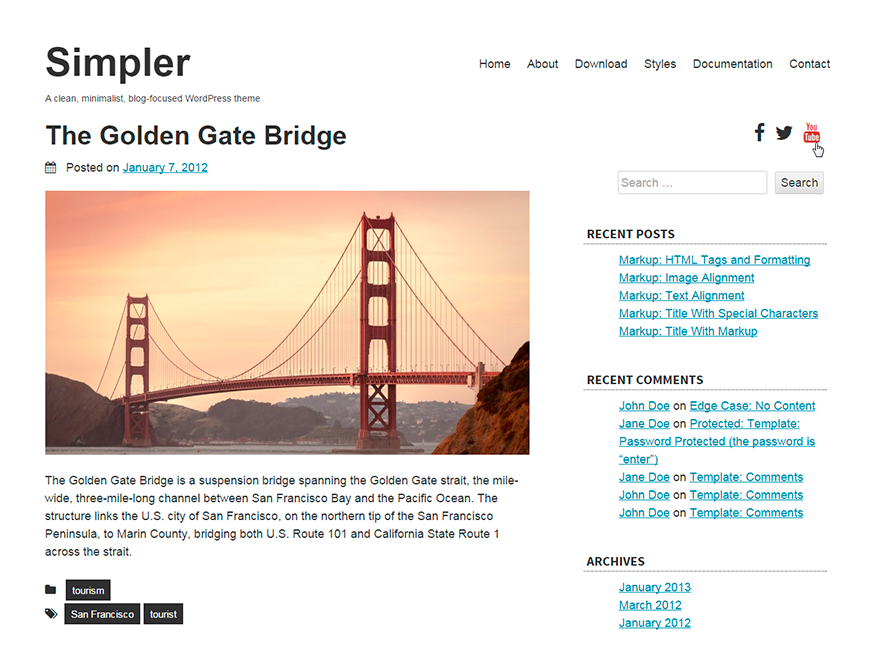 Simpler
Home About Download Styles Documentation Contact
A clean, minimalist, blog-focused WordPress theme
The Golden Gate Bridge
Posted on January 7, 2012
The Golden Gate Bridge is a suspension bridge spanning the Golden Gate strait, the mile-
wide, three-mile-long channel between San Francisco Bay and the Pacific Ocean. The
structure links the U.S. city of San Francisco, on the northern tip of the San Francisco
Peninsula, to Marin County, bridging both U.S. Route 101 and California State Route 1
across the strait.
tourism
San Francisco tourist
You
Tube
Search ... Search
RECENT POSTS
Markup: HTML Tags and Formatting
Markup: Image Alignment
Markup: Text Alignment
Markup: Title With Special Characters
Markup: Title With Markup
RECENT COMMENTS
John Doe on Edge Case: No Content
Jane Doe on Protected: Template:
Password Protected (the password is
“enter”)
Jane Doe on Template: Comments
John Doe on Template: Comments
John Doe on Template: Comments
ARCHIVES
January 2013
March 2012
January 2012